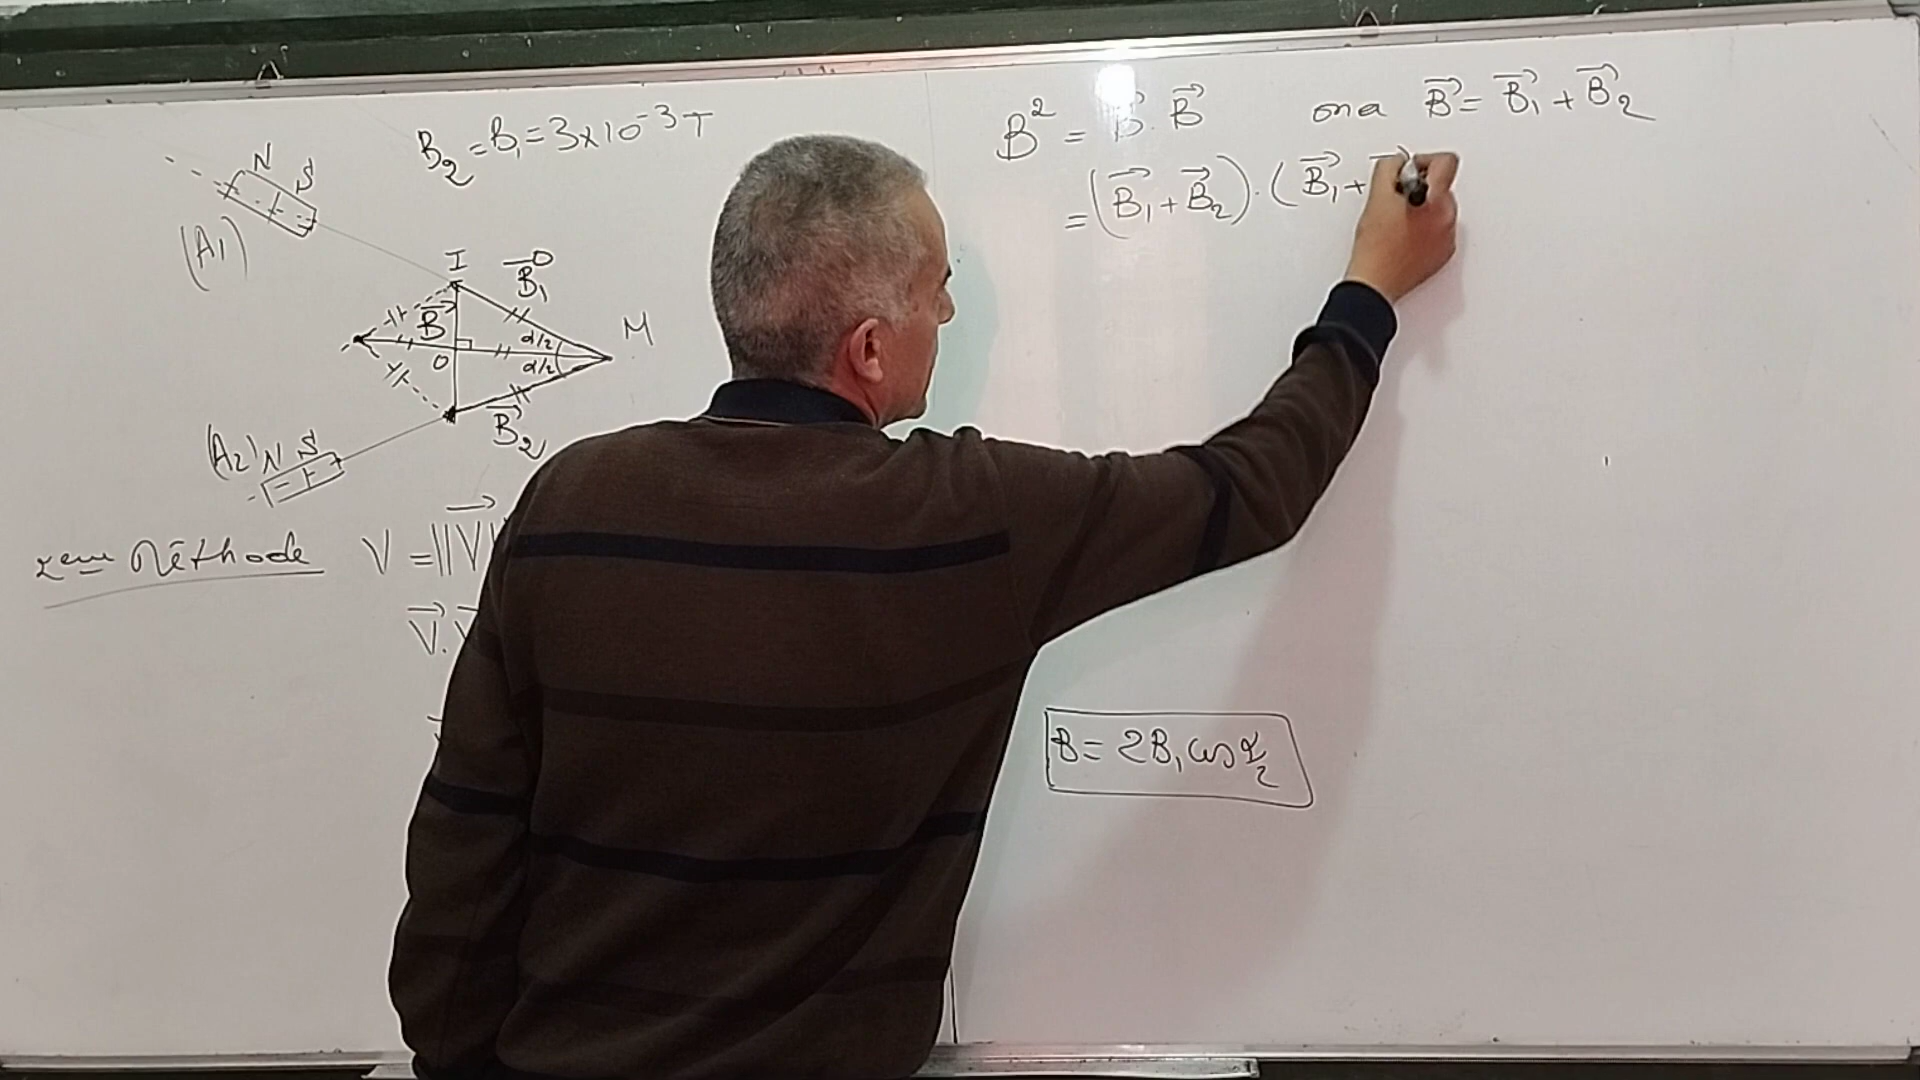 B₂ = B₁ = 3×10⁻³ T
N S
(A1)
I
B⃗₁
B⃗
M
α/2
O
α/2
B⃗₂
(A2) N S
2eme Méthode V = ||V⃗||
V⃗.
B² = B⃗ . B⃗ on a B⃗ = B⃗₁ + B⃗₂
= (B⃗₁ + B⃗₂) . (B⃗₁ +
B = 2B₁ cos α/2